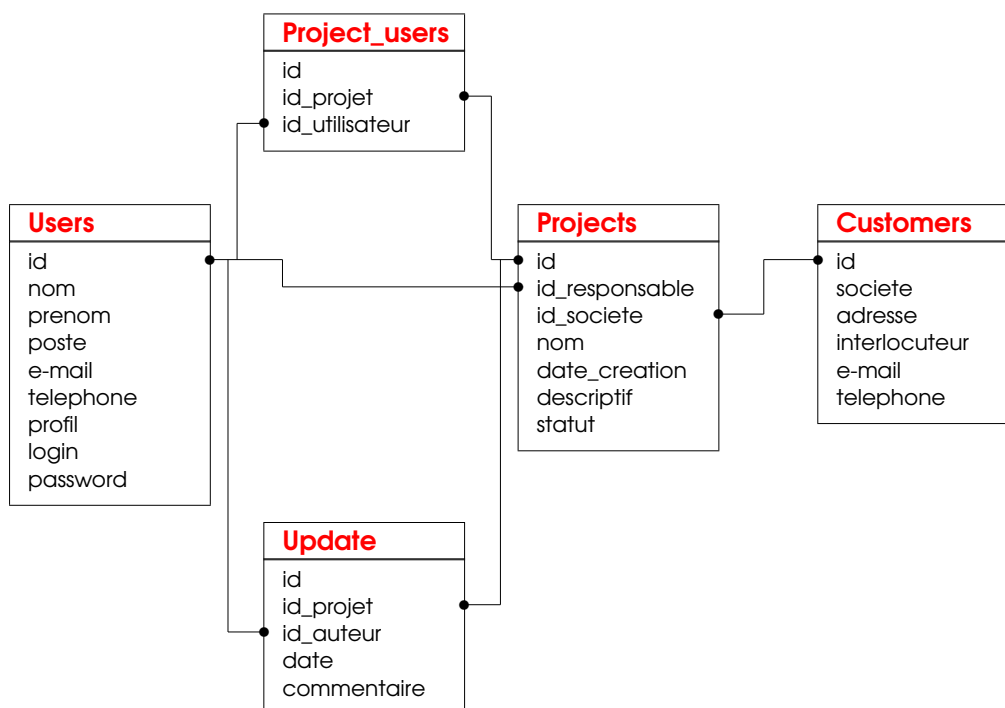 Project_users
id
id_projet
id_utilisateur
Users
id
nom
prenom
poste
e-mail
telephone
profil
login
password
Projects
id
id_responsable
id_societe
nom
date_creation
descriptif
statut
Customers
id
societe
adresse
interlocuteur
e-mail
telephone
Update
id
id_projet
id_auteur
date
commentaire